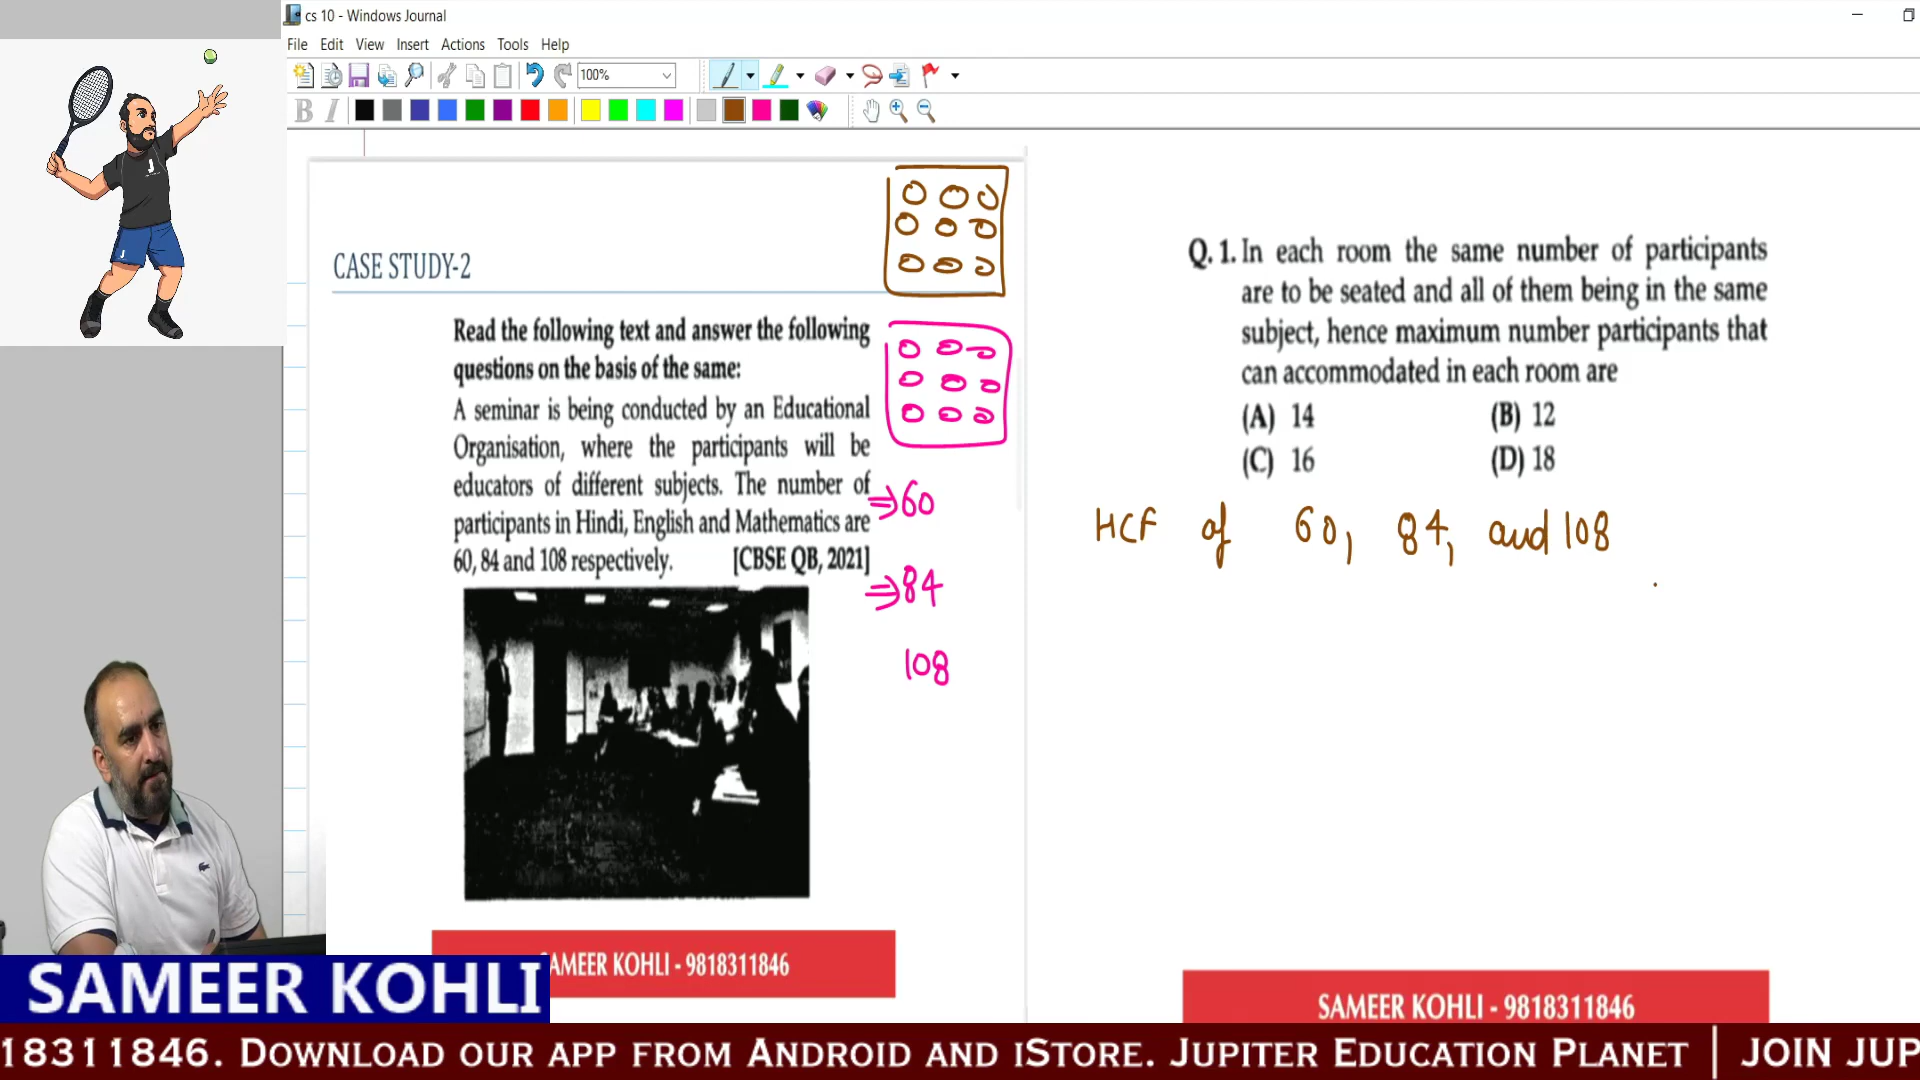 cs 10 - Windows Journal
File Edit View Insert Actions Tools Help
100%
B I
CASE STUDY-2
Read the following text and answer the following
questions on the basis of the same:
A seminar is being conducted by an Educational
Organisation, where the participants will be
educators of different subjects. The number of
participants in Hindi, English and Mathematics are
60, 84 and 108 respectively. [CBSE QB, 2021]
⇒60
⇒84
108
SAMEER KOHLI
AMEER KOHLI - 9818311846
Q. 1. In each room the same number of participants
are to be seated and all of them being in the same
subject, hence maximum number participants that
can accommodated in each room are
(A) 14 (B) 12
(C) 16 (D) 18
HCF of 60, 84, and 108
SAMEER KOHLI - 9818311846
18311846. DOWNLOAD OUR APP FROM ANDROID AND ISTORE. JUPITER EDUCATION PLANET | JOIN JUP